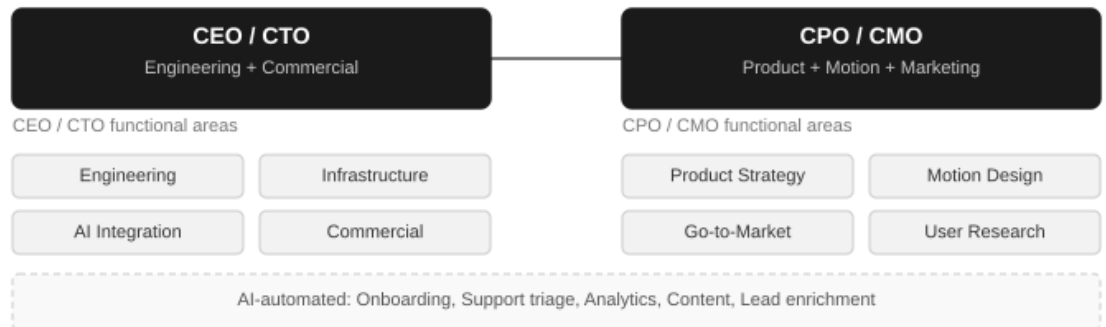 CEO / CTO
Engineering + Commercial
CPO / CMO
Product + Motion + Marketing
CEO / CTO functional areas
CPO / CMO functional areas
Engineering
Infrastructure
Product Strategy
Motion Design
AI Integration
Commercial
Go-to-Market
User Research
AI-automated: Onboarding, Support triage, Analytics, Content, Lead enrichment